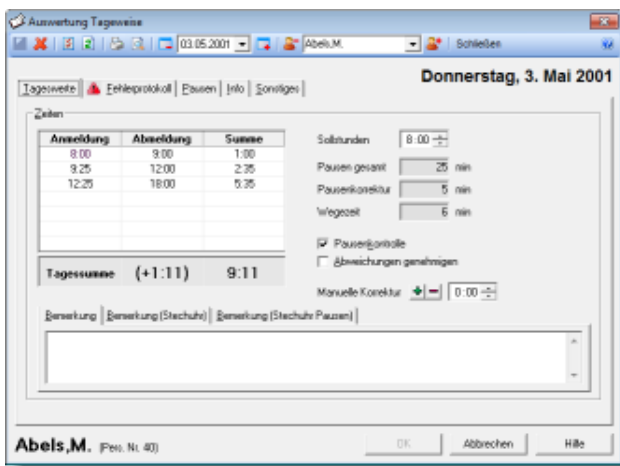 Auswertung Tageweise
03.05.2001 Abels,M. Schließen
Donnerstag, 3. Mai 2001
Tageswerte Fehlerprotokoll Pausen Info Sonstiges
Zeiten
Anmeldung Abmeldung Summe
8:00 9:00 1:00
9:25 12:00 2:35
12:25 18:00 5:35
Tagessumme (+1:11) 9:11
Sollstunden 8:00
Pausen gesamt 25 min
Pausenkorrektur 5 min
Wegezeit 6 min
Pausenkontrolle
Abweichungen genehmigen
Manuelle Korrektur 0:00
Bemerkung Bemerkung (Stechuhr) Bemerkung (Stechuhr Pausen)
Abels,M. (Pers. Nr. 40)
OK Abbrechen Hilfe